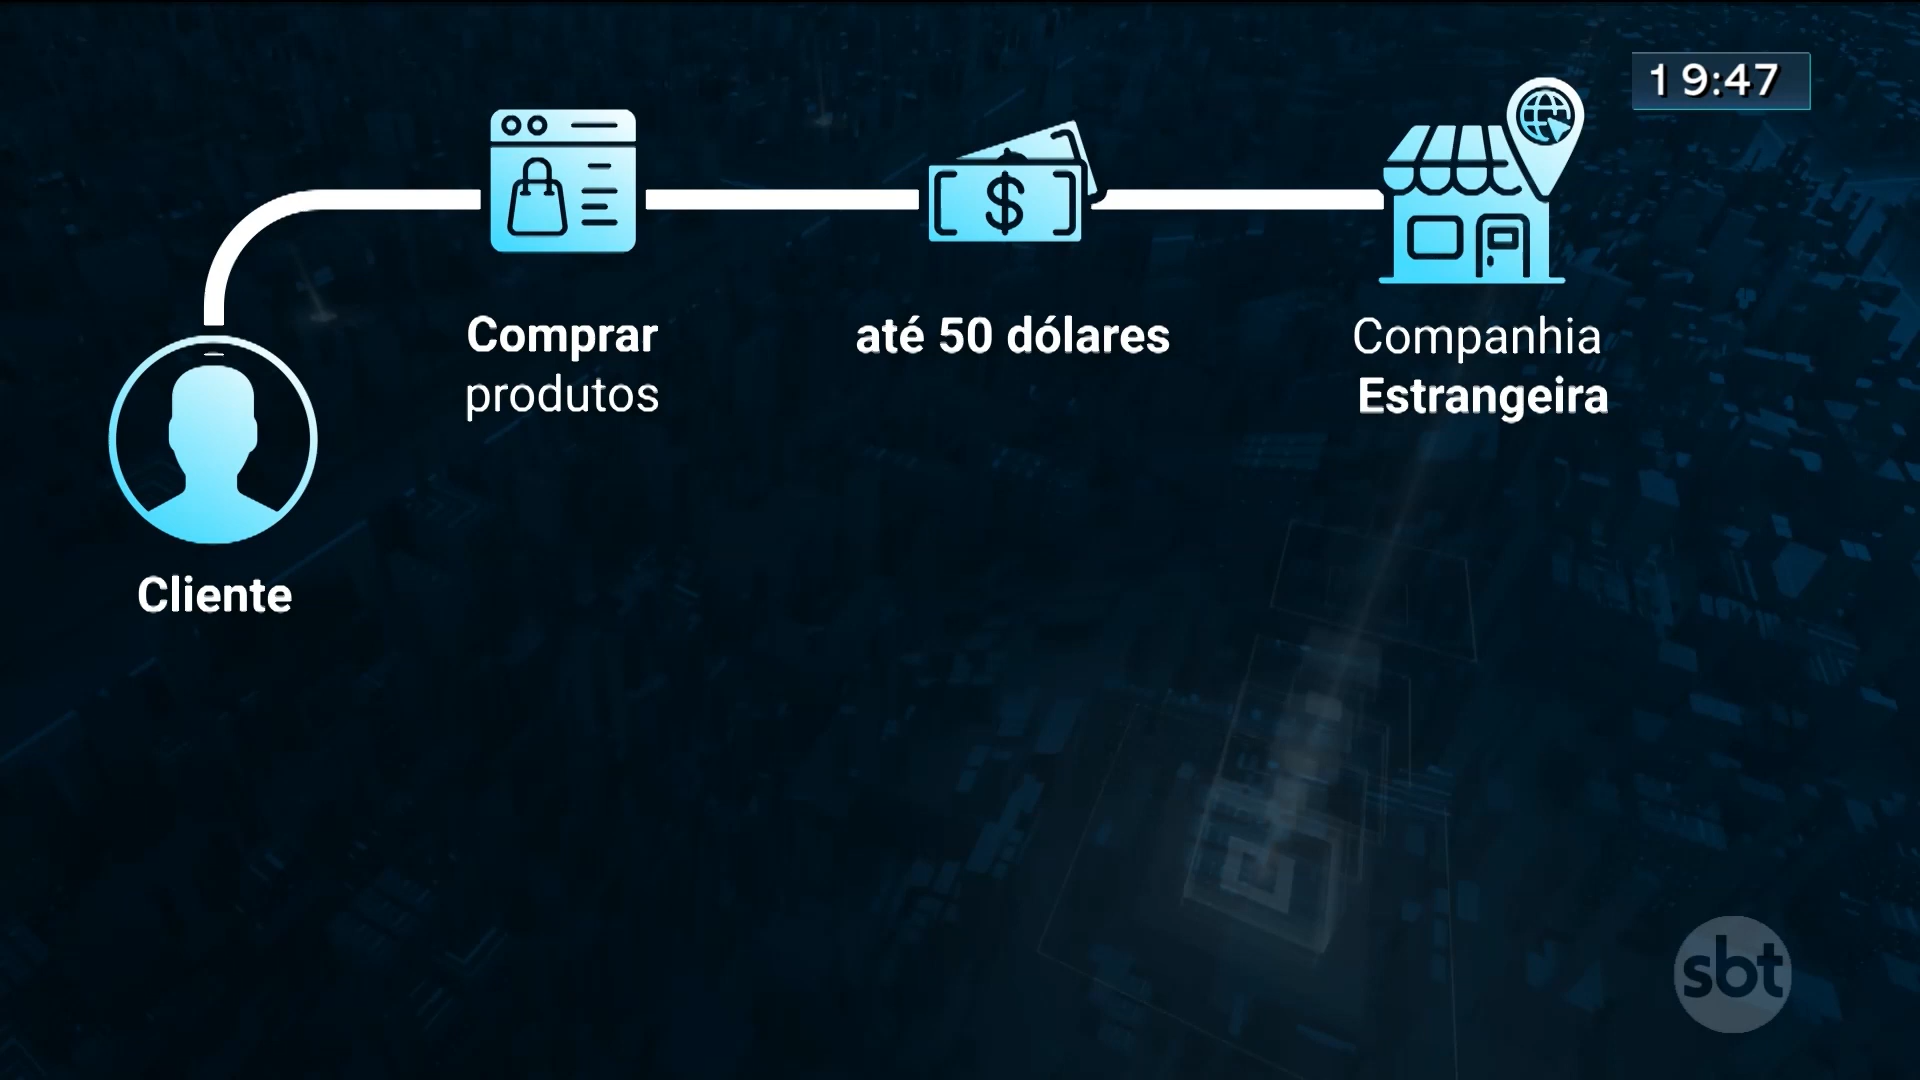 19:47
Comprar
produtos
até 50 dólares
Companhia
Estrangeira
Cliente
sbt